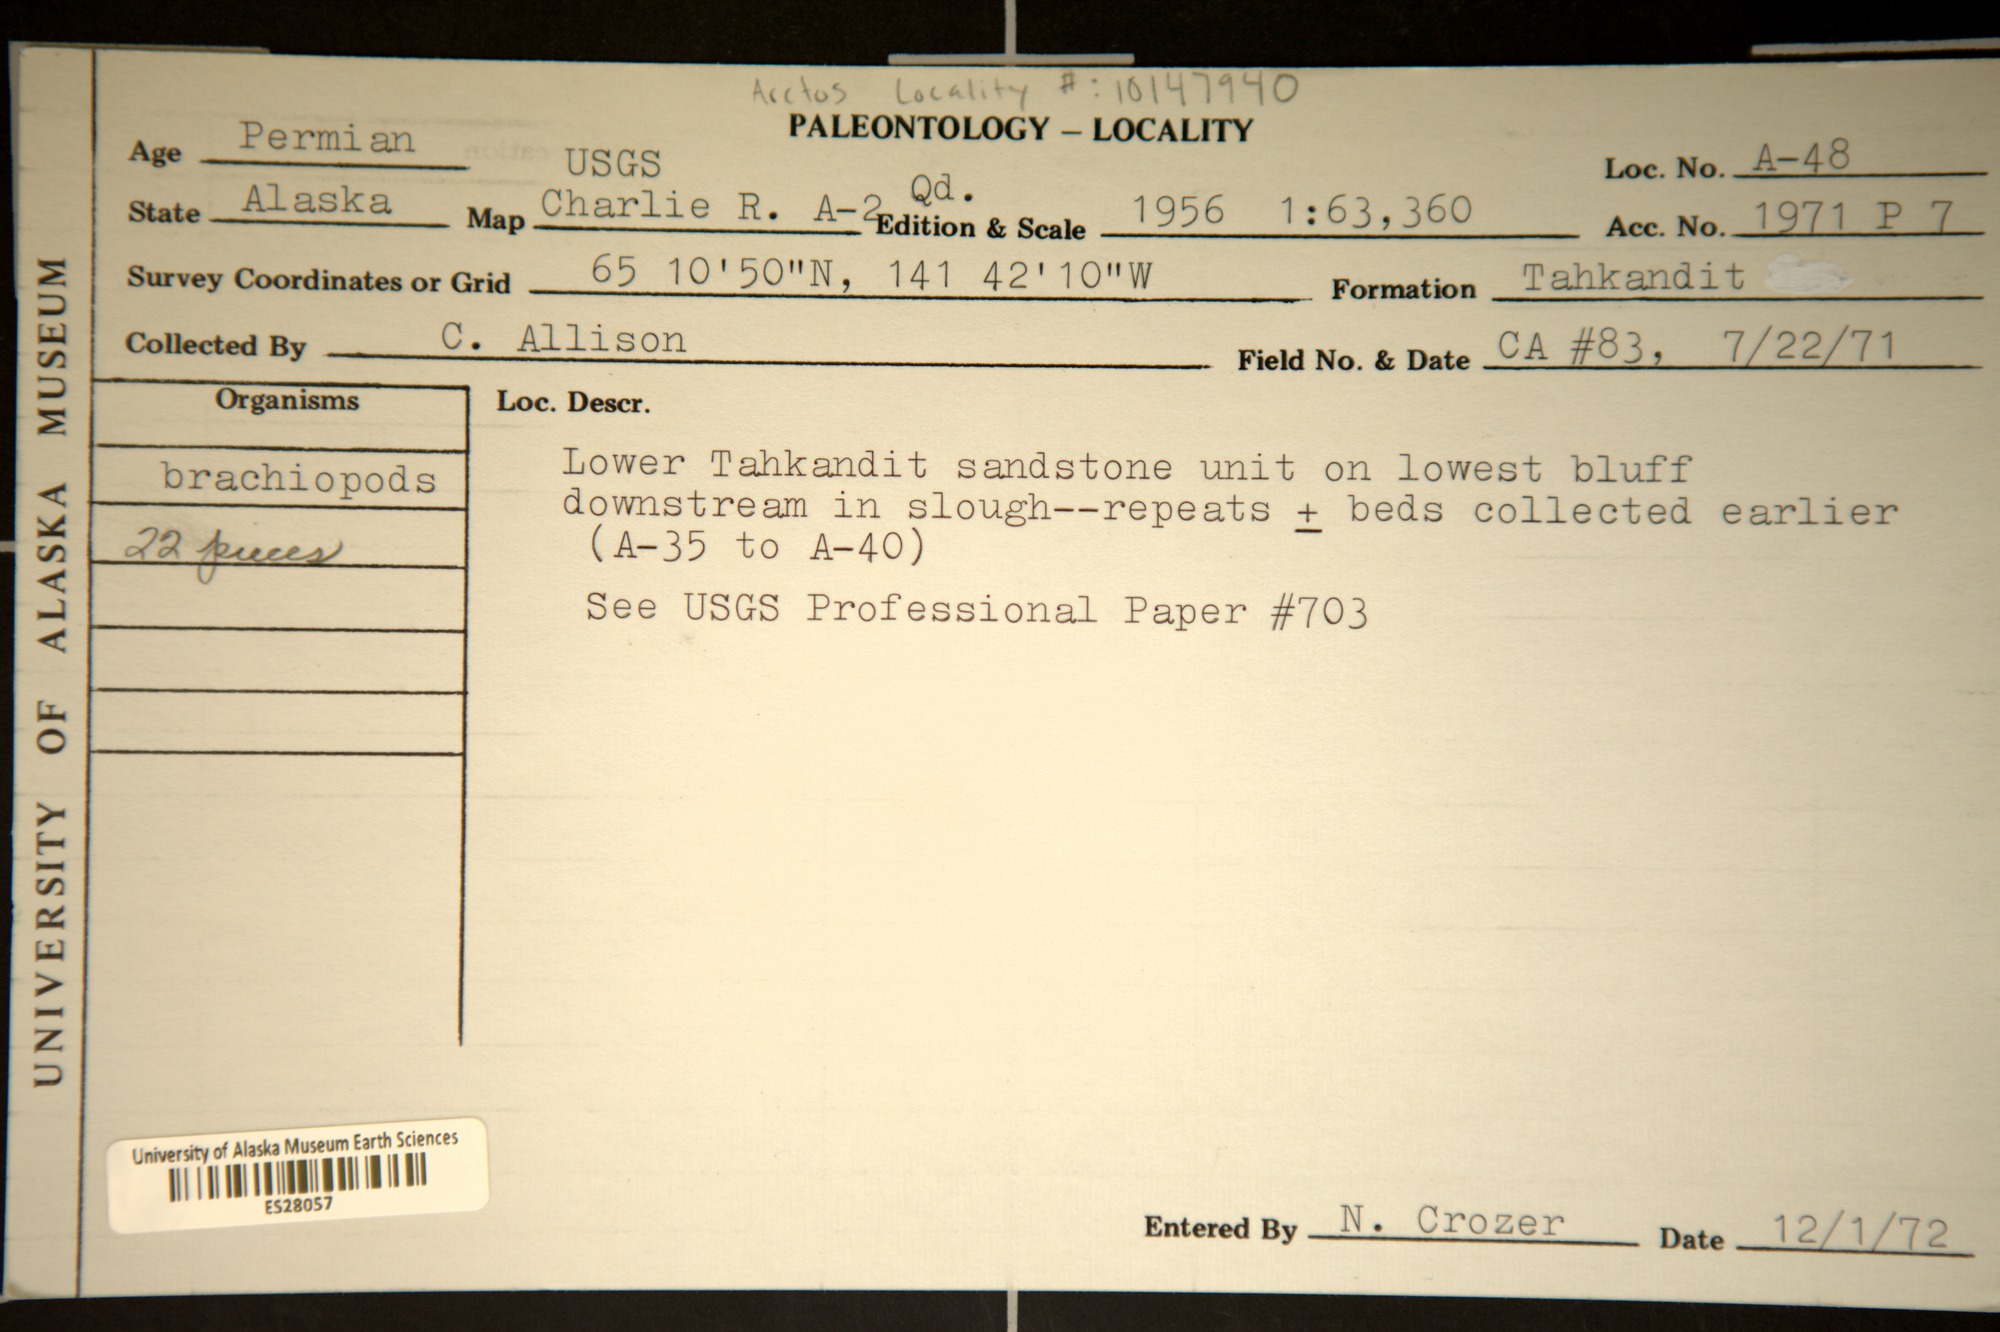 Arctos Locality #: 10147940
PALEONTOLOGY – LOCALITY
Age Permian
USGS
Loc. No. A-48
State Alaska Map Charlie R. A-2 Qd. Edition & Scale 1956 1:63,360 Acc. No. 1971 P 7
Survey Coordinates or Grid 65 10'50"N, 141 42'10"W Formation Tahkandit
Collected By C. Allison Field No. & Date CA #83, 7/22/71
Organisms
brachiopods
22 pieces
Loc. Descr.
Lower Tahkandit sandstone unit on lowest bluff
downstream in slough--repeats ± beds collected earlier
(A-35 to A-40)
See USGS Professional Paper #703
UNIVERSITY OF ALASKA MUSEUM
University of Alaska Museum Earth Sciences
ES28057
Entered By N. Crozer Date 12/1/72